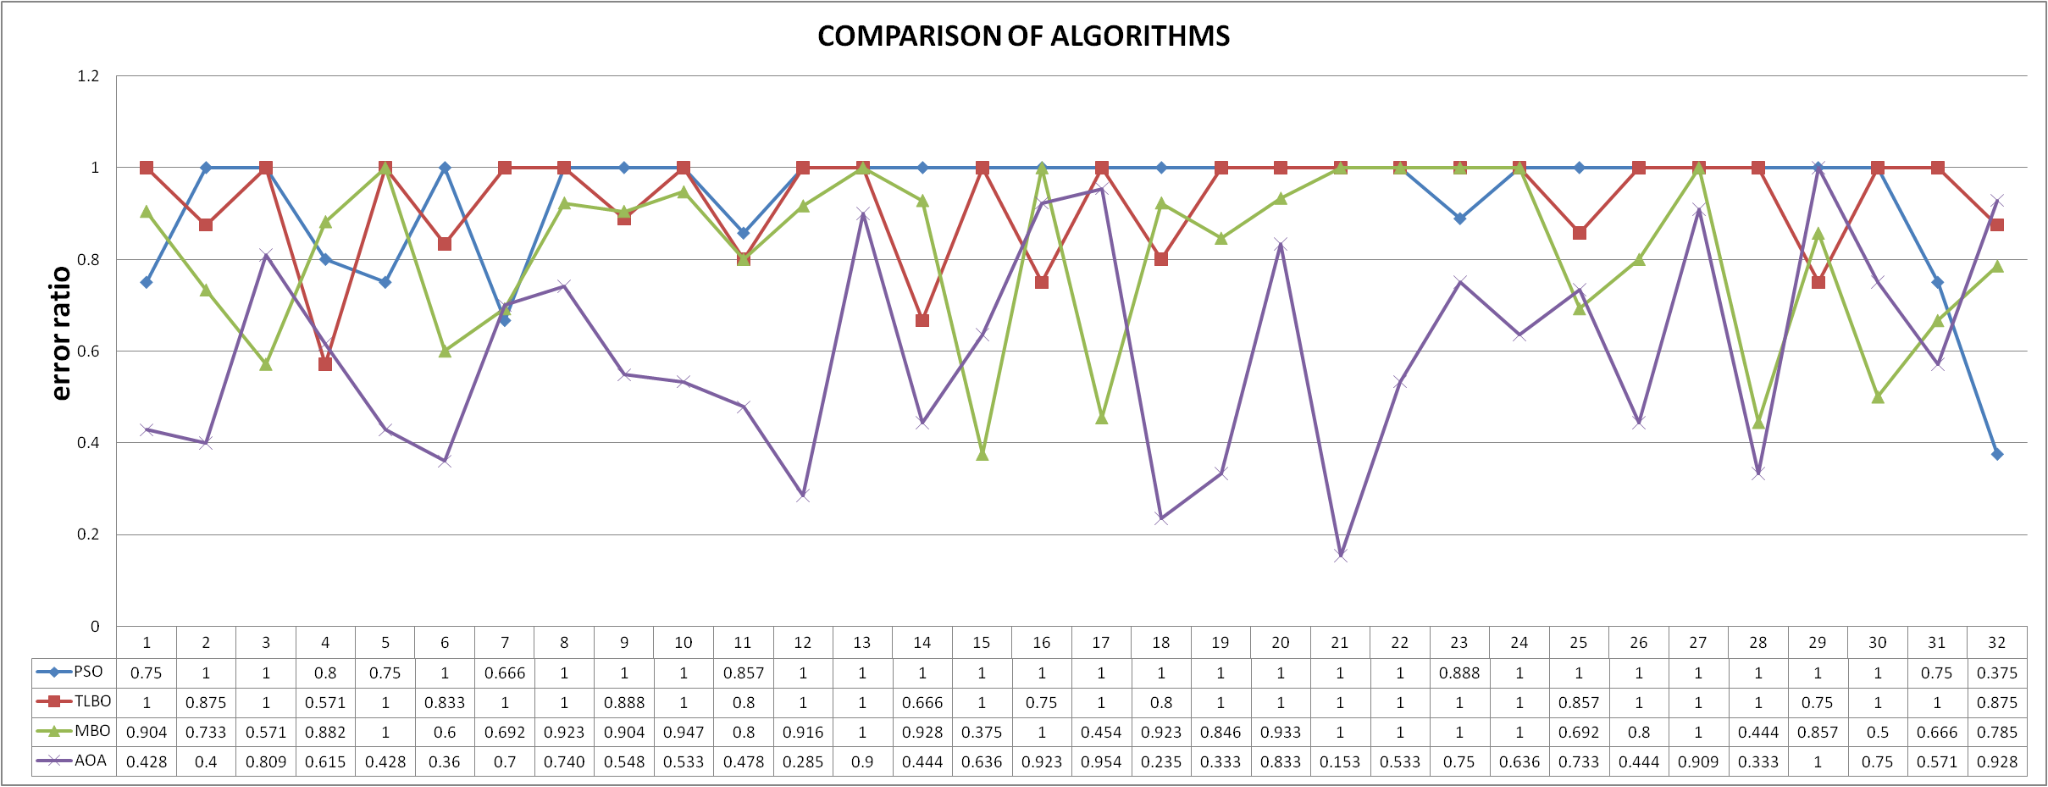 COMPARISON OF ALGORITHMS
1.2
1
0.8
0.6
0.4
0.2
0
error ratio
1 2 3 4 5 6 7 8 9 10 11 12 13 14 15 16 17 18 19 20 21 22 23 24 25 26 27 28 29 30 31 32
PSO 0.75 1 1 0.8 0.75 1 0.666 1 1 1 0.857 1 1 1 1 1 1 1 1 1 1 1 0.888 1 1 1 1 1 1 1 0.75 0.375
TLBO 1 0.875 1 0.571 1 0.833 1 1 0.888 1 0.8 1 1 0.666 1 0.75 1 0.8 1 1 1 1 1 1 0.857 1 1 1 0.75 1 1 0.875
MBO 0.904 0.733 0.571 0.882 1 0.6 0.692 0.923 0.904 0.947 0.8 0.916 1 0.928 0.375 1 0.454 0.923 0.846 0.933 1 1 1 1 0.692 0.8 1 0.444 0.857 0.5 0.666 0.785
AOA 0.428 0.4 0.809 0.615 0.428 0.36 0.7 0.740 0.548 0.533 0.478 0.285 0.9 0.444 0.636 0.923 0.954 0.235 0.333 0.833 0.153 0.533 0.75 0.636 0.733 0.444 0.909 0.333 1 0.75 0.571 0.928